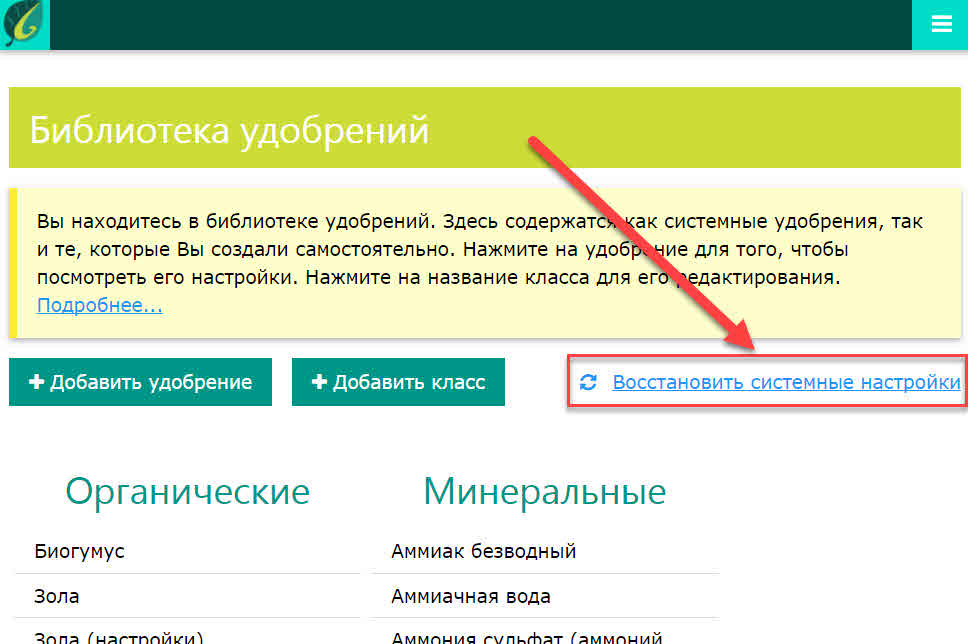 Библиотека удобрений
Вы находитесь в библиотеке удобрений. Здесь содержатся как системные удобрения, так
и те, которые Вы создали самостоятельно. Нажмите на удобрение для того, чтобы
посмотреть его настройки. Нажмите на название класса для его редактирования.
Подробнее...
Добавить удобрение
Добавить класс
Восстановить системные настройки
Органические
Минеральные
Биогумус
Аммиак безводный
Зола
Аммиачная вода
Зола (настройки)
Аммония сульфат (аммоний